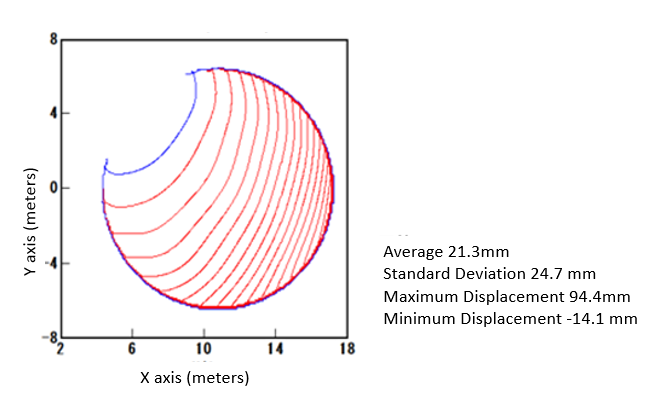 8
4
0
-4
-8
Y axis (meters)
2 6 10 14 18
X axis (meters)
Average 21.3mm
Standard Deviation 24.7 mm
Maximum Displacement 94.4mm
Minimum Displacement -14.1 mm